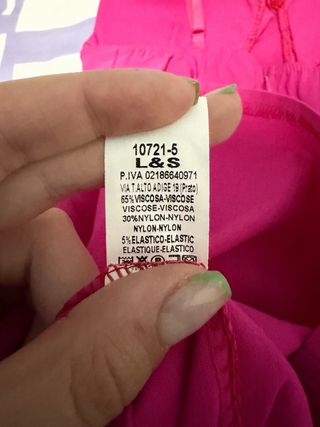 10721-5
L&S
P.IVA 02186640971
VIA T.ALTO ADIGE 19 (Prato)
65%VISCOSA-VISCOSE
VISCOSE-VISCOSA
30%NYLON-NYLON
NYLON-NYLON
5%ELASTICO-ELASTIC
ELASTIQUE-ELASTICO